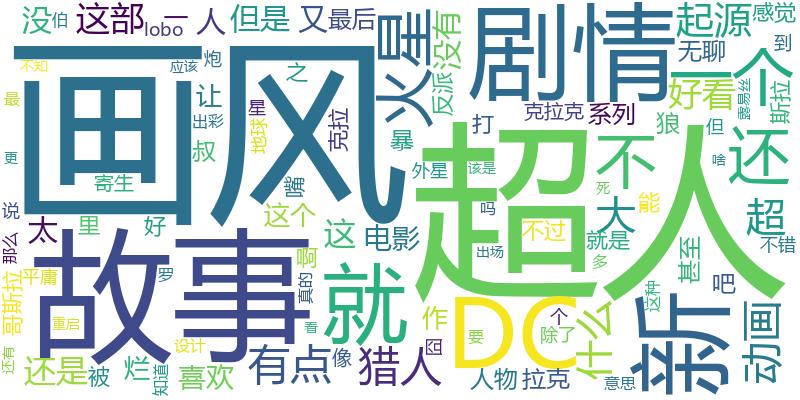 没
伯
这部
lobo
一
人
但是
又
最后
火星
剧情
起源
感觉
无聊
到
不知
应该
炮
之
没有
反派
一个
画风
让
最
出彩
星
地球
克拉
克拉克
系列
好看
露易丝
斯拉
叔
暴
打
狼
但
啥
更
寄生
嘴
外星
该是
超人
不
还
死
说
太
里
好
这个
这
电影
吗
不过
大
能
超
那么
啊
就是
出场
多
甚至
不错
哥斯拉
平庸
罗
故事
真的
就
DC
什么
这种
新
吧
动画
重启
设计
看
作
个
还有
还是
被
烂
知道
喜欢
有点
像
猎人
囧
要
除了
人物
拉克
意思